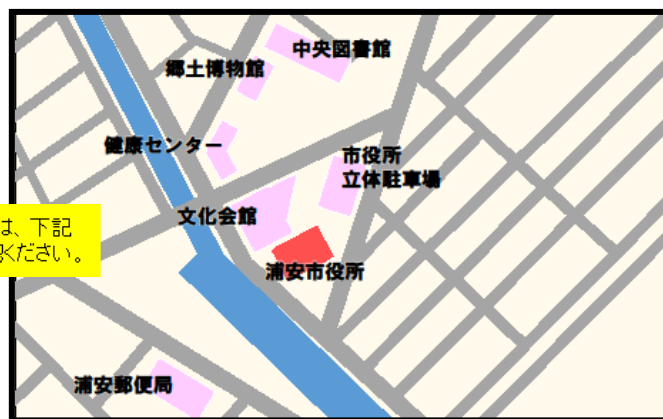 中央図書館
郷土博物館
健康センター
市役所
立体駐車場
文化会館
は、下記
ください。
浦安市役所
浦安郵便局